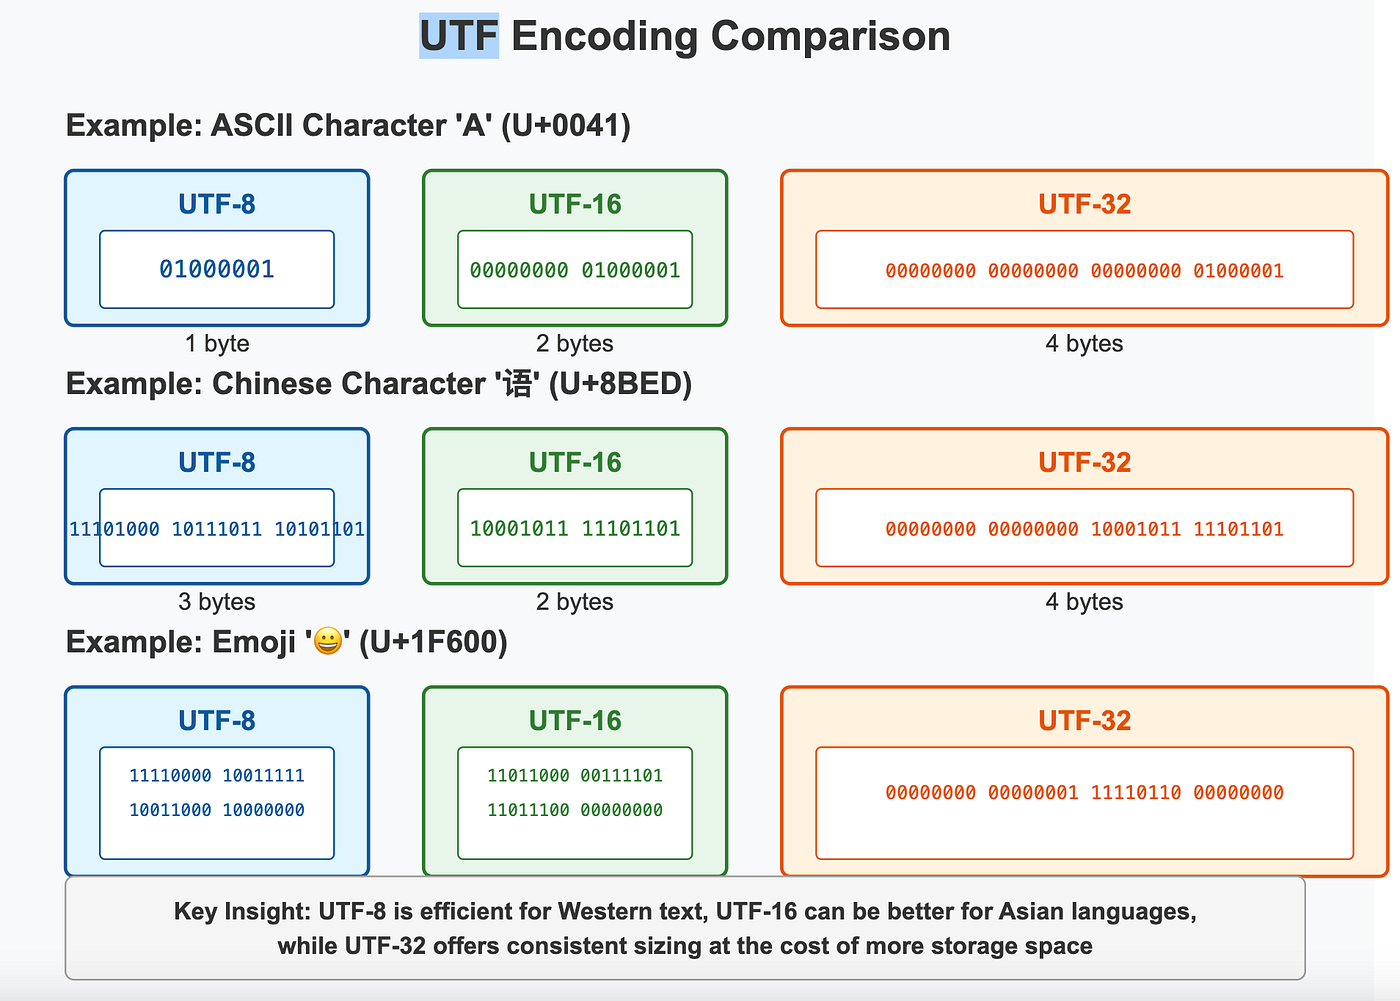 UTF Encoding Comparison
Example: ASCII Character 'A' (U+0041)
UTF-8
01000001
1 byte
UTF-16
00000000 01000001
2 bytes
UTF-32
00000000 00000000 00000000 01000001
4 bytes
Example: Chinese Character '语' (U+8BED)
UTF-8
11101000 10111011 10101101
3 bytes
UTF-16
10001011 11101101
2 bytes
UTF-32
00000000 00000000 10001011 11101101
4 bytes
Example: Emoji '😀' (U+1F600)
UTF-8
11110000 10011111
10011000 10000000
UTF-16
11011000 00111101
11011100 00000000
UTF-32
00000000 00000001 11110110 00000000
Key Insight: UTF-8 is efficient for Western text, UTF-16 can be better for Asian languages,
while UTF-32 offers consistent sizing at the cost of more storage space